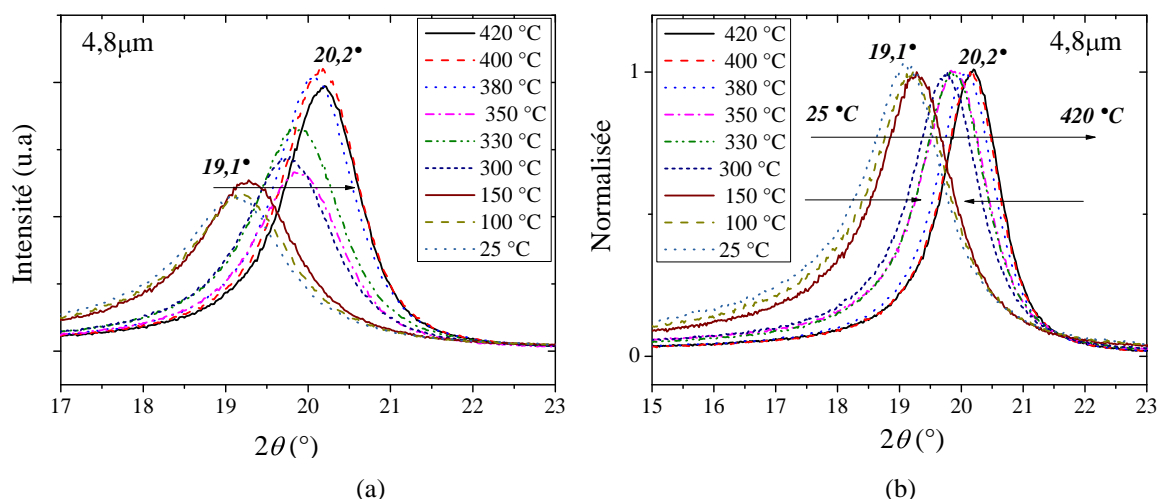 4,8µm
20,2°
19,1°
420 °C
400 °C
380 °C
350 °C
330 °C
300 °C
150 °C
100 °C
25 °C
Intensité (u.a)
17 18 19 20 21 22 23
2θ (°)
(a)
420 °C
400 °C
380 °C
350 °C
330 °C
300 °C
150 °C
100 °C
25 °C
19,1°
20,2°
4,8µm
25 °C
420 °C
Normalisée
1
0
15 16 17 18 19 20 21 22 23
2θ (°)
(b)